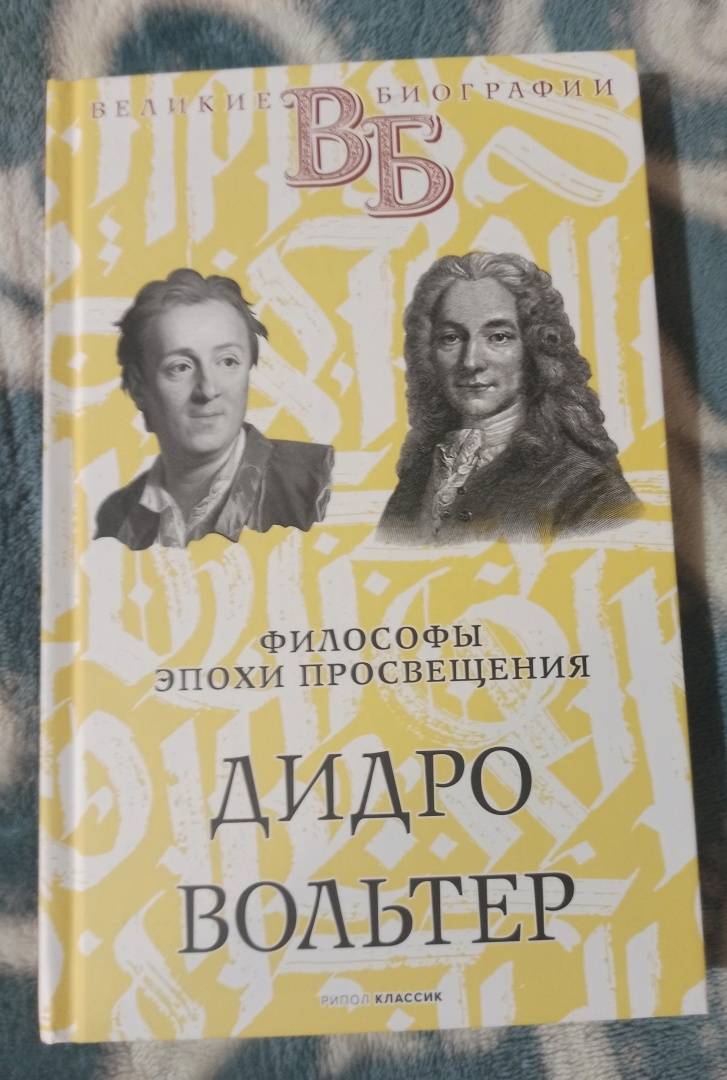 ВЕЛИКИЕ ВБ БИОГРАФИИ
ФИЛОСОФЫ
ЭПОХИ ПРОСВЕЩЕНИЯ
ДИДРО
ВОЛЬТЕР
РИПОЛ КЛАССИК